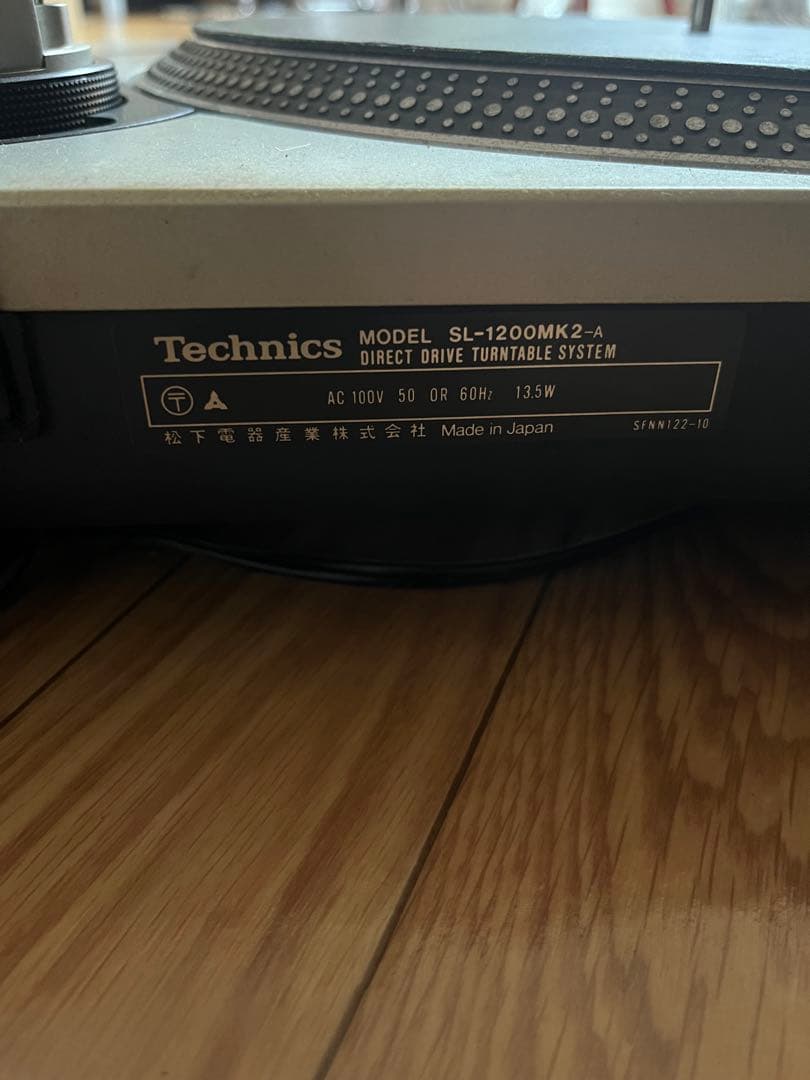 Technics MODEL SL-1200MK2-A
DIRECT DRIVE TURNTABLE SYSTEM
〒 AC 100V 50 OR 60Hz 13.5W
松下電器産業株式会社 Made in Japan SFNN122-10